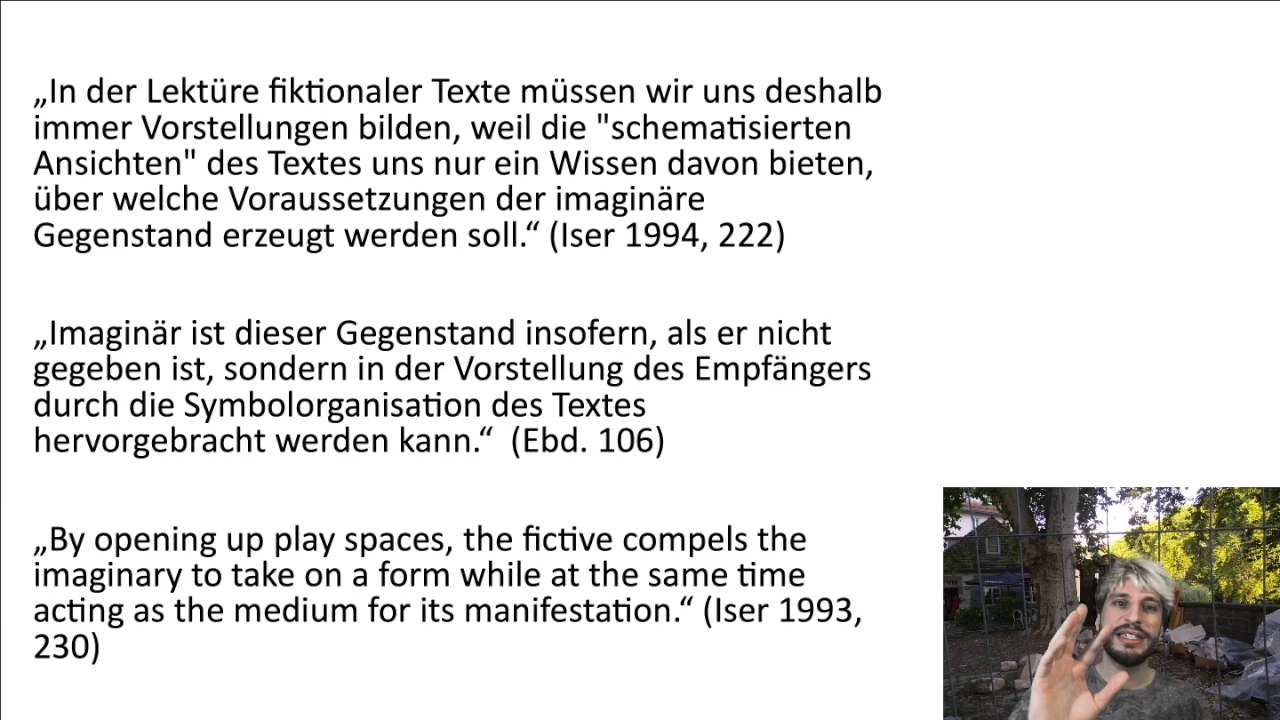 „In der Lektüre fiktionaler Texte müssen wir uns deshalb
immer Vorstellungen bilden, weil die "schematisierten
Ansichten" des Textes uns nur ein Wissen davon bieten,
über welche Voraussetzungen der imaginäre
Gegenstand erzeugt werden soll.“ (Iser 1994, 222)
„Imaginär ist dieser Gegenstand insofern, als er nicht
gegeben ist, sondern in der Vorstellung des Empfängers
durch die Symbolorganisation des Textes
hervorgebracht werden kann.“ (Ebd. 106)
„By opening up play spaces, the fictive compels the
imaginary to take on a form while at the same time
acting as the medium for its manifestation.“ (Iser 1993,
230)